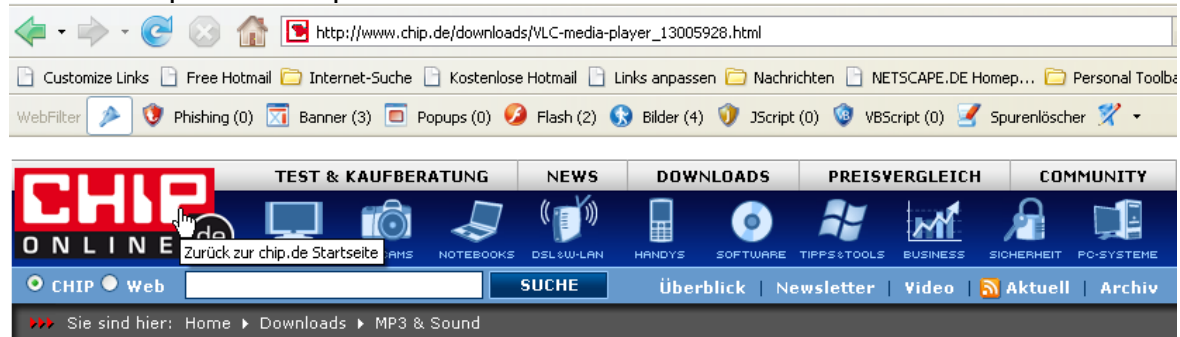 http://www.chip.de/downloads/VLC-media-player_13005928.html
Customize Links Free Hotmail Internet-Suche Kostenlose Hotmail Links anpassen Nachrichten NETSCAPE.DE Homep... Personal Toolba
WebFilter Phishing (0) Banner (3) Popups (0) Flash (2) Bilder (4) JScript (0) VBScript (0) Spurenlöscher
TEST & KAUFBERATUNG NEWS DOWNLOADS PREISVERGLEICH COMMUNITY
CHIP
ONLINE de
Zurück zur chip.de Startseite
AMS NOTEBOOKS DSL&W-LAN HANDYS SOFTWARE TIPPS&TOOLS BUSINESS SICHERHEIT PC-SYSTEME
CHIP Web SUCHE Überblick | Newsletter | Video | Aktuell | Archiv
Sie sind hier: Home Downloads MP3 & Sound